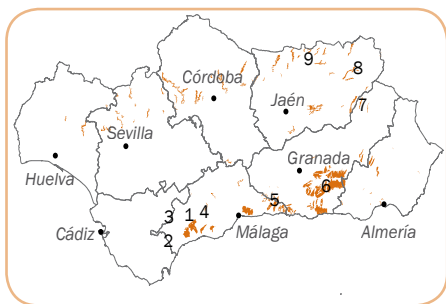 9
8
Córdoba
7
Jaén
Sevilla
Granada
Huelva
6
5
3 1 4
Cádiz
2
Málaga
Almería